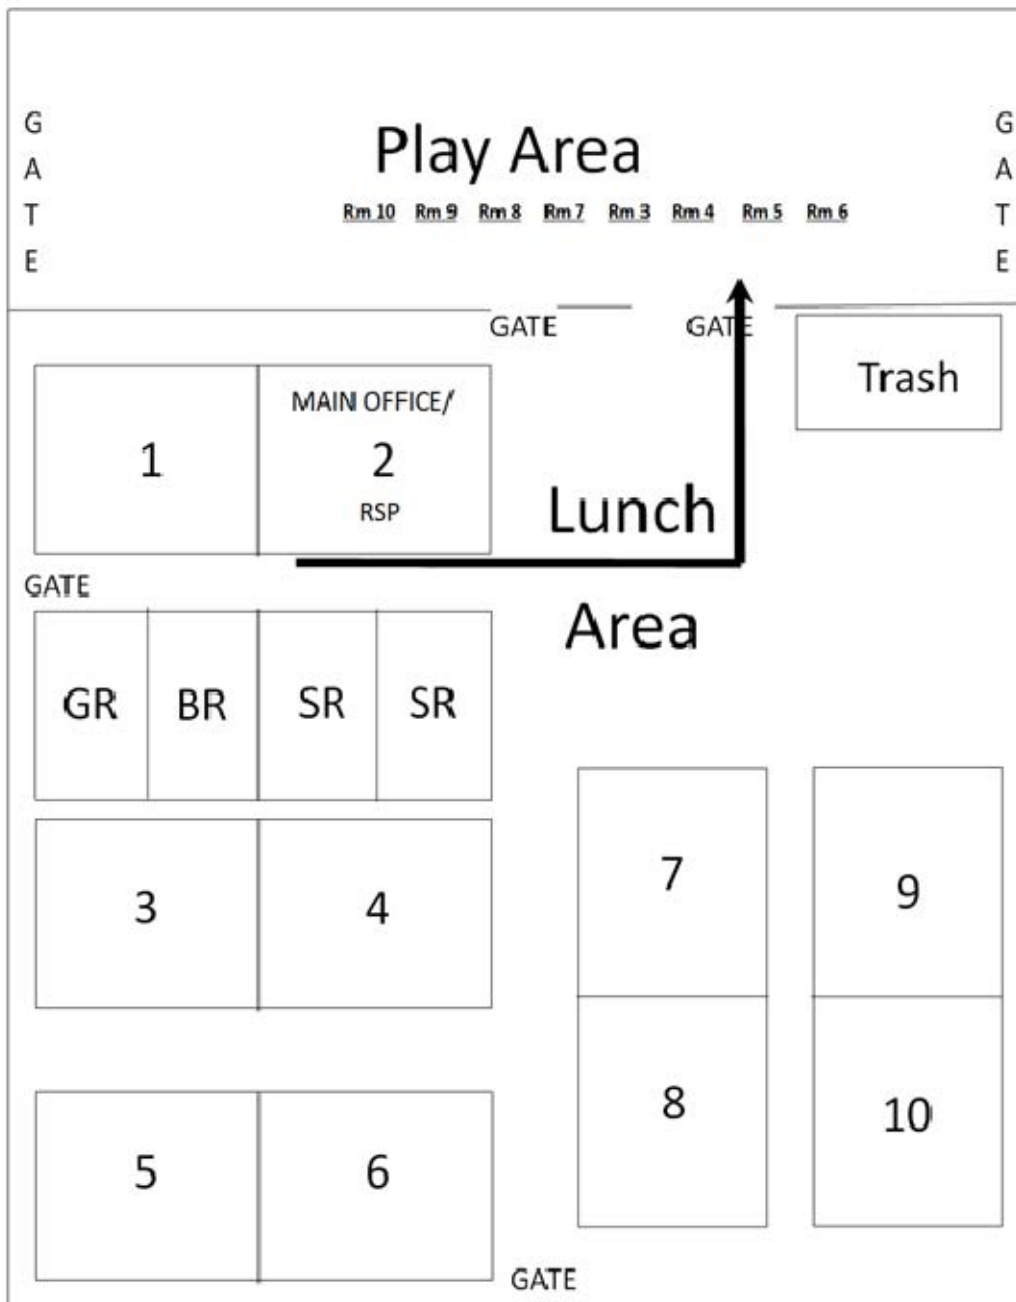 G
A
T
E
G
A
T
E
Play Area
Rm 10 Rm 9 Rm 8 Rm 7 Rm 3 Rm 4 Rm 5 Rm 6
GATE GATE
Trash
MAIN OFFICE/
1 2
RSP
Lunch
GATE
Area
GR BR SR SR
7 9
3 4
8 10
5 6
GATE